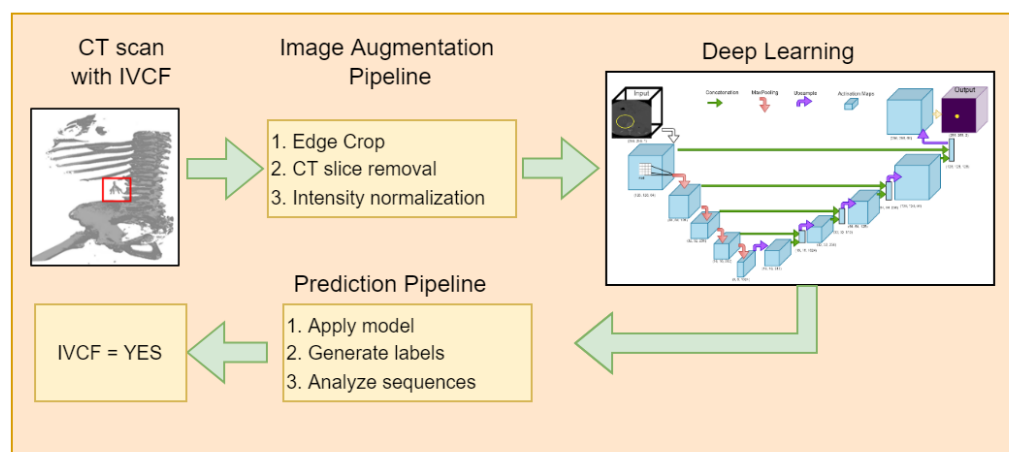 CT scan
with IVCF
Image Augmentation
Pipeline
Deep Learning
1. Edge Crop
2. CT slice removal
3. Intensity normalization
Input
Concatenation
MaxPooling
Upsample
Activation Maps
Output
Prediction Pipeline
1. Apply model
2. Generate labels
3. Analyze sequences
IVCF = YES